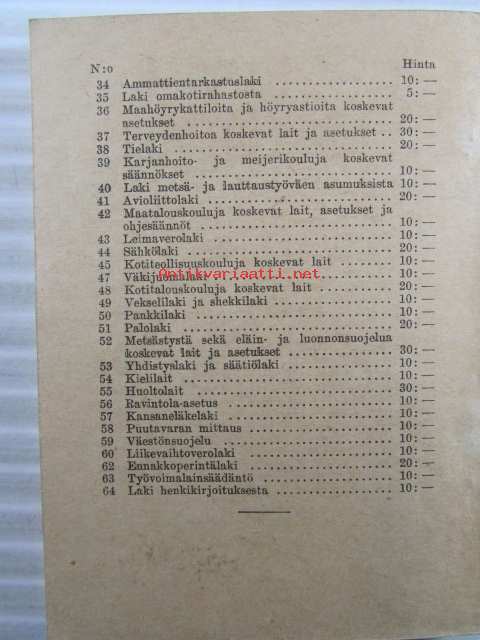 N:o Hinta
34 Ammattientarkastuslaki .................. 10: —
35 Laki omakotirahastosta .................. 5: —
36 Maahöyrykattiloita ja höyryastioita koskevat
asetukset .................. 20: —
37 Terveydenhoitoa koskevat lait ja asetukset .. 30: —
38 Tielaki .................. 20: —
39 Karjanhoito- ja meijerikouluja koskevat
säännökset .................. 10: —
40 Laki metsä- ja lauttaustyöväen asumuksista 10: —
41 Avioliittolaki .................. 20: —
42 Maatalouskouluja koskevat lait, asetukset ja
ohjesäännöt .................. 10: —
43 Leimaverolaki .................. 10: —
44 Sähkölaki .................. 20: —
45 Kotiteollisuuskouluja koskevat lait .......... 10: —
Antikvariaatti.net
47 Väkijuomalaki .................. 20: —
48 Kotitalouskouluja koskevat lait .......... 20: —
49 Vekselilaki ja shekkilaki .................. 10: —
50 Pankkilaki .................. 10: —
51 Palolaki .................. 20: —
52 Metsästystä sekä eläin- ja luonnonsuojelua
koskevat lait ja asetukset .................. 30: —
53 Yhdistyslaki ja säätiölaki .................. 10: —
54 Kielilait .................. 10: —
55 Huoltolait .................. 30: —
56 Ravintola-asetus .................. 10: —
57 Kansaneläkelaki .................. 10: —
58 Puutavaran mittaus .................. 10: —
59 Väestönsuojelu .................. 10: —
60 Liikevaihtoverolaki .................. 10: —
62 Ennakkoperintälaki .................. 20: —
63 Työvoimalainsäädäntö .................. 10: —
64 Laki henkikirjoituksesta .................. 10: —